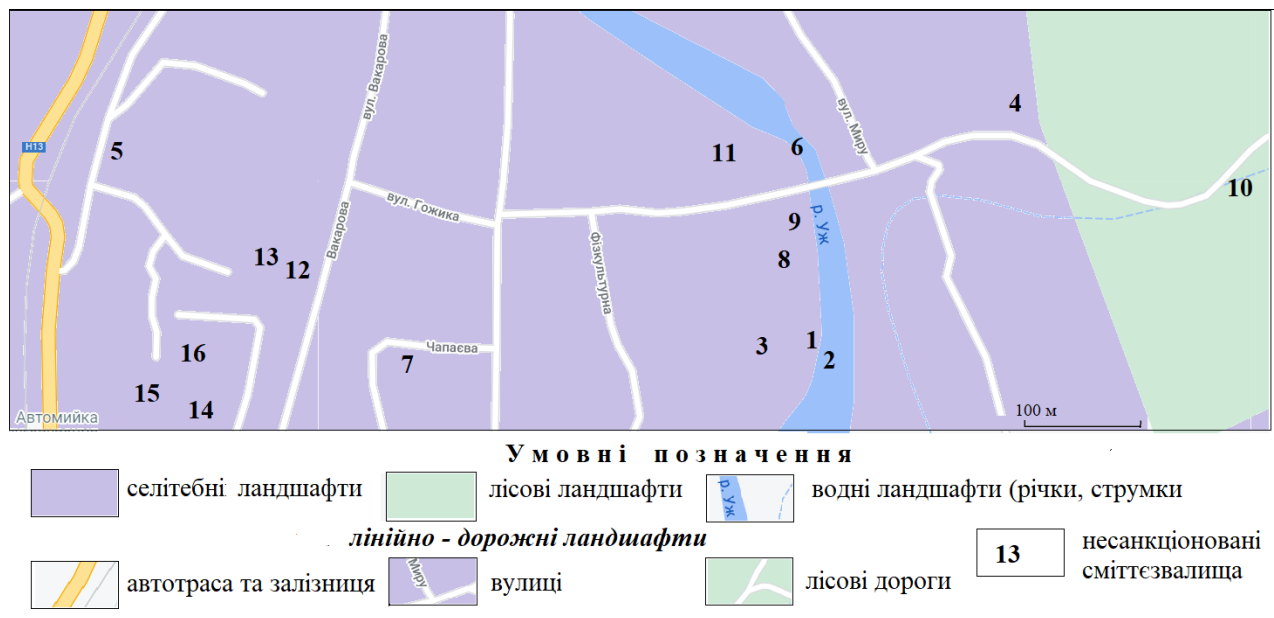 вул. Вакарова
4
вул. Миру
Н13
5
11
6
10
вул. Гожика
9
р. Уж
Вакарова
Фізкультурна
13
12
8
1
3
2
16
Чапаєва
7
15
14
Автомийка
100 м
Умовні позначення
селітебні ландшафти
лісові ландшафти
р. Уж
водні ландшафти (річки, струмки
лінійно - дорожні ландшафти
13
несанкціоновані
сміттєзвалища
автотраса та залізниця
Миру
вулиці
лісові дороги